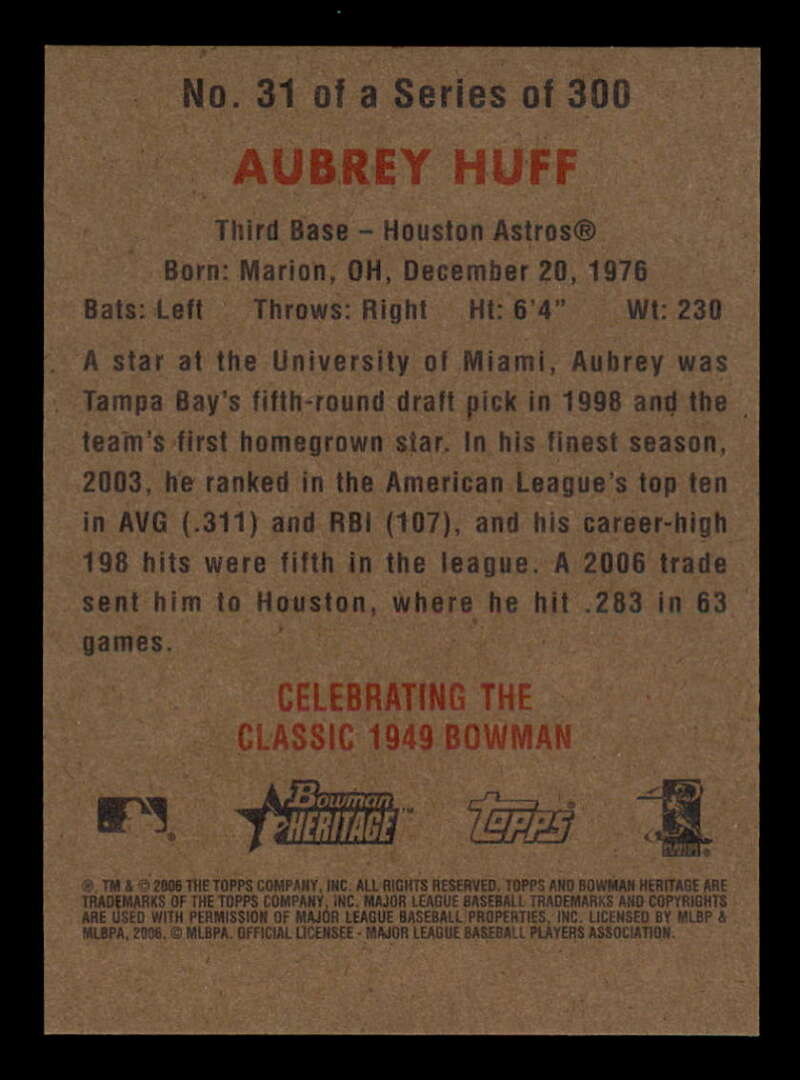 No. 31 of a Series of 300
AUBREY HUFF
Third Base – Houston Astros®
Born: Marion, OH, December 20, 1976
Bats: Left Throws: Right Ht: 6'4" Wt: 230
A star at the University of Miami, Aubrey was
Tampa Bay's fifth-round draft pick in 1998 and the
team's first homegrown star. In his finest season,
2003, he ranked in the American League's top ten
in AVG (.311) and RBI (107), and his career-high
198 hits were fifth in the league. A 2006 trade
sent him to Houston, where he hit .283 in 63
games.
CELEBRATING THE
CLASSIC 1949 BOWMAN
Bowman HERITAGE™ Topps®
®, TM & © 2006 THE TOPPS COMPANY, INC. ALL RIGHTS RESERVED. TOPPS AND BOWMAN HERITAGE ARE
TRADEMARKS OF THE TOPPS COMPANY, INC. MAJOR LEAGUE BASEBALL TRADEMARKS AND COPYRIGHTS
ARE USED WITH PERMISSION OF MAJOR LEAGUE BASEBALL PROPERTIES, INC. LICENSED BY MLBP &
MLBPA, 2006. © MLBPA. OFFICIAL LICENSEE - MAJOR LEAGUE BASEBALL PLAYERS ASSOCIATION.